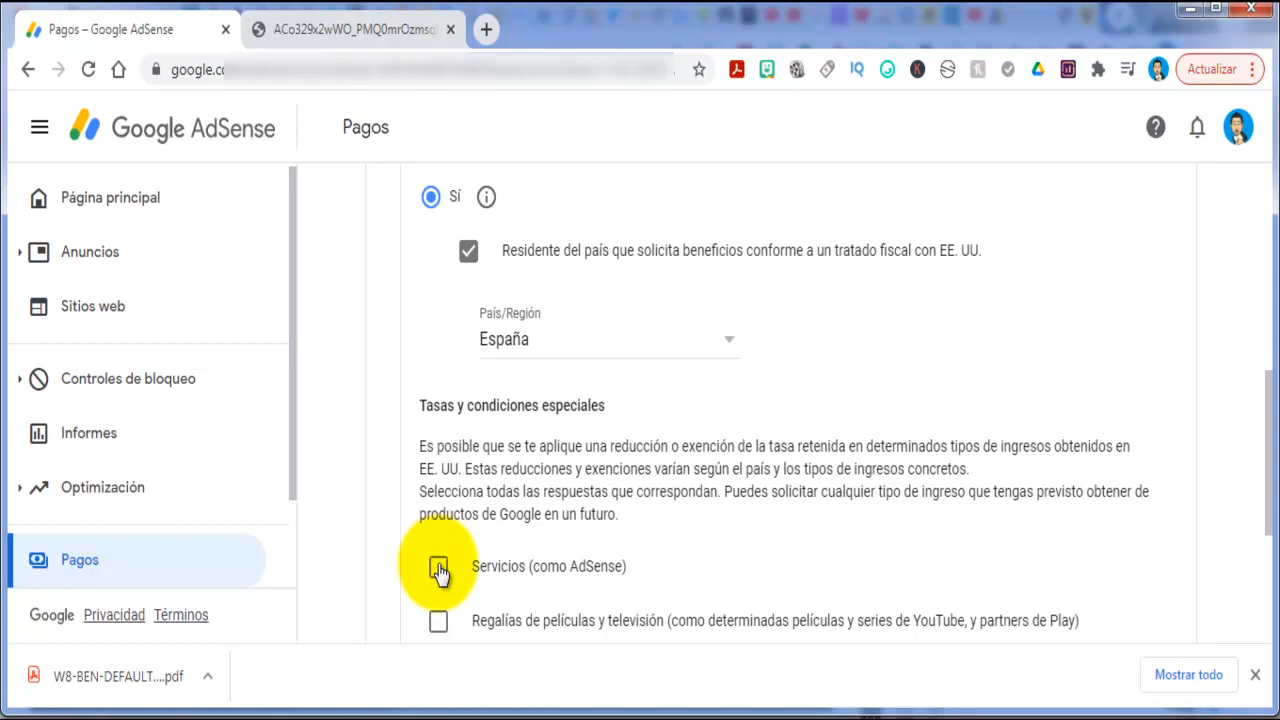 Pagos – Google AdSense
ACo329x2wWO_PMQ0mrOzmsq
google.co
Actualizar
Google AdSense
Pagos
Página principal
Anuncios
Sitios web
Controles de bloqueo
Informes
Optimización
Pagos
Google Privacidad Términos
Sí
Residente del país que solicita beneficios conforme a un tratado fiscal con EE. UU.
País/Región
España
Tasas y condiciones especiales
Es posible que se te aplique una reducción o exención de la tasa retenida en determinados tipos de ingresos obtenidos en
EE. UU. Estas reducciones y exenciones varían según el país y los tipos de ingresos concretos.
Selecciona todas las respuestas que correspondan. Puedes solicitar cualquier tipo de ingreso que tengas previsto obtener de
productos de Google en un futuro.
Servicios (como AdSense)
Regalías de películas y televisión (como determinadas películas y series de YouTube, y partners de Play)
W8-BEN-DEFAULT....pdf
Mostrar todo